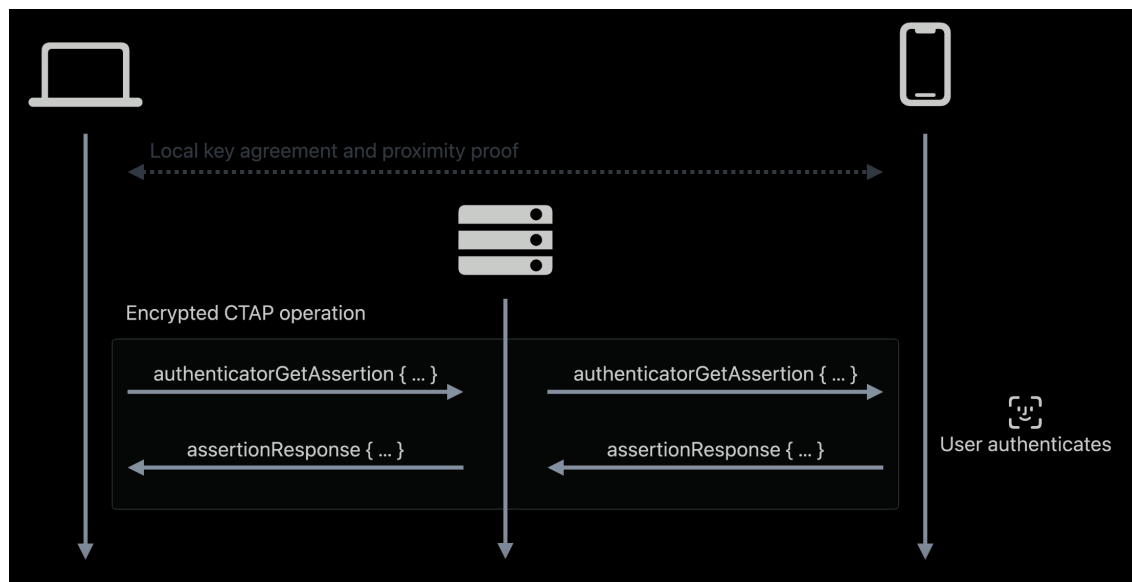 Local key agreement and proximity proof
Encrypted CTAP operation
authenticatorGetAssertion { ... }
authenticatorGetAssertion { ... }
assertionResponse { ... }
assertionResponse { ... }
User authenticates